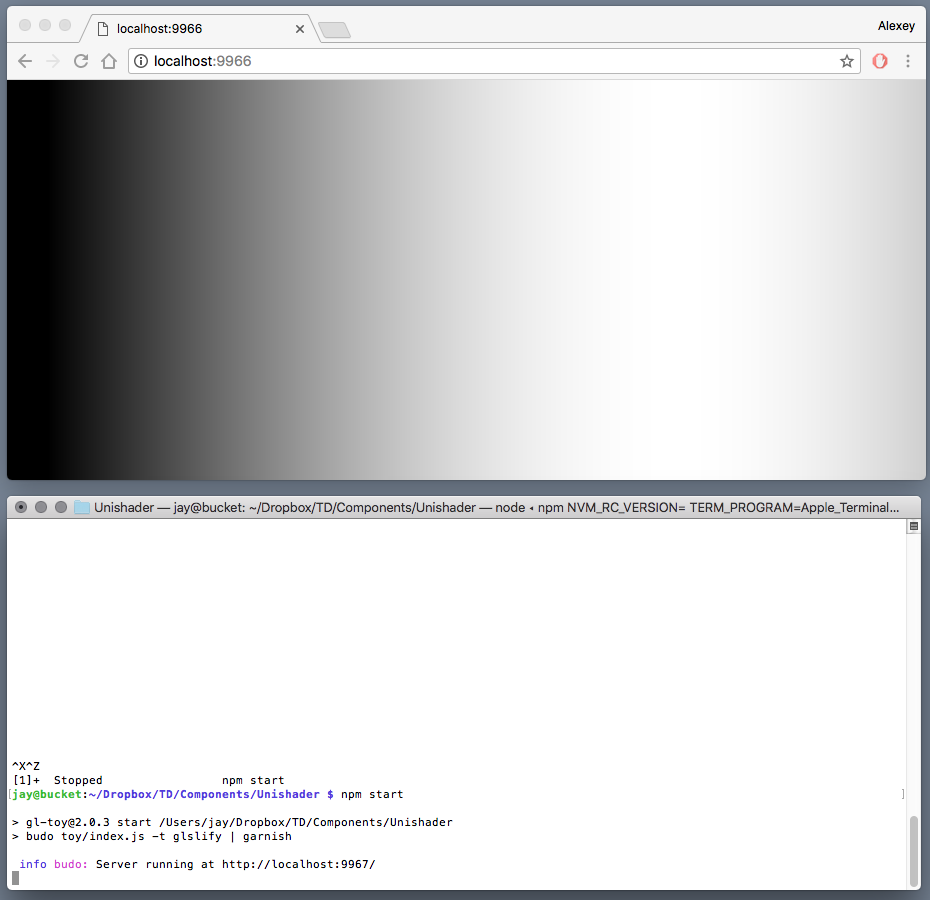 localhost:9966
Alexey
localhost:9966
Unishader — jay@bucket: ~/Dropbox/TD/Components/Unishader — node ◂ npm NVM_RC_VERSION= TERM_PROGRAM=Apple_Terminal...
^X^Z
[1]+  Stopped                 npm start
[jay@bucket:~/Dropbox/TD/Components/Unishader $ npm start ]
> gl-toy@2.0.3 start /Users/jay/Dropbox/TD/Components/Unishader
> budo toy/index.js -t glslify | garnish
info budo: Server running at http://localhost:9967/